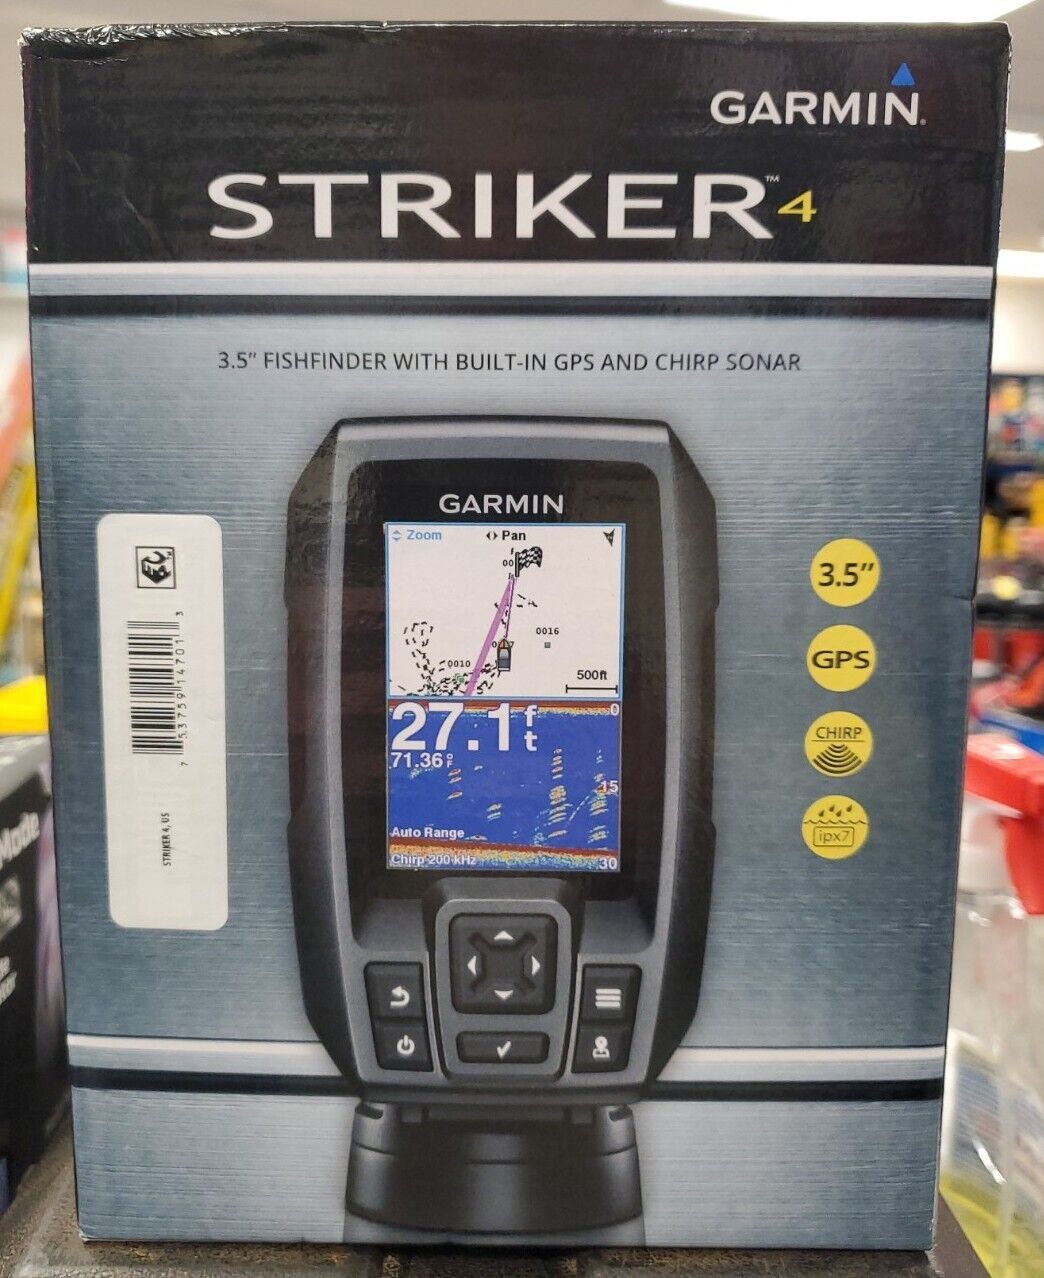 GARMIN
STRIKER™ 4
3.5" FISHFINDER WITH BUILT-IN GPS AND CHIRP SONAR
GARMIN
Zoom Pan
00
0016
0010
500ft
27.1 ft
0
71.36°F
15
Auto Range
Chirp 200 kHz 30
3.5"
GPS
CHIRP
ipx7
7 53759 14701 3
STRIKER 4, US
Mode